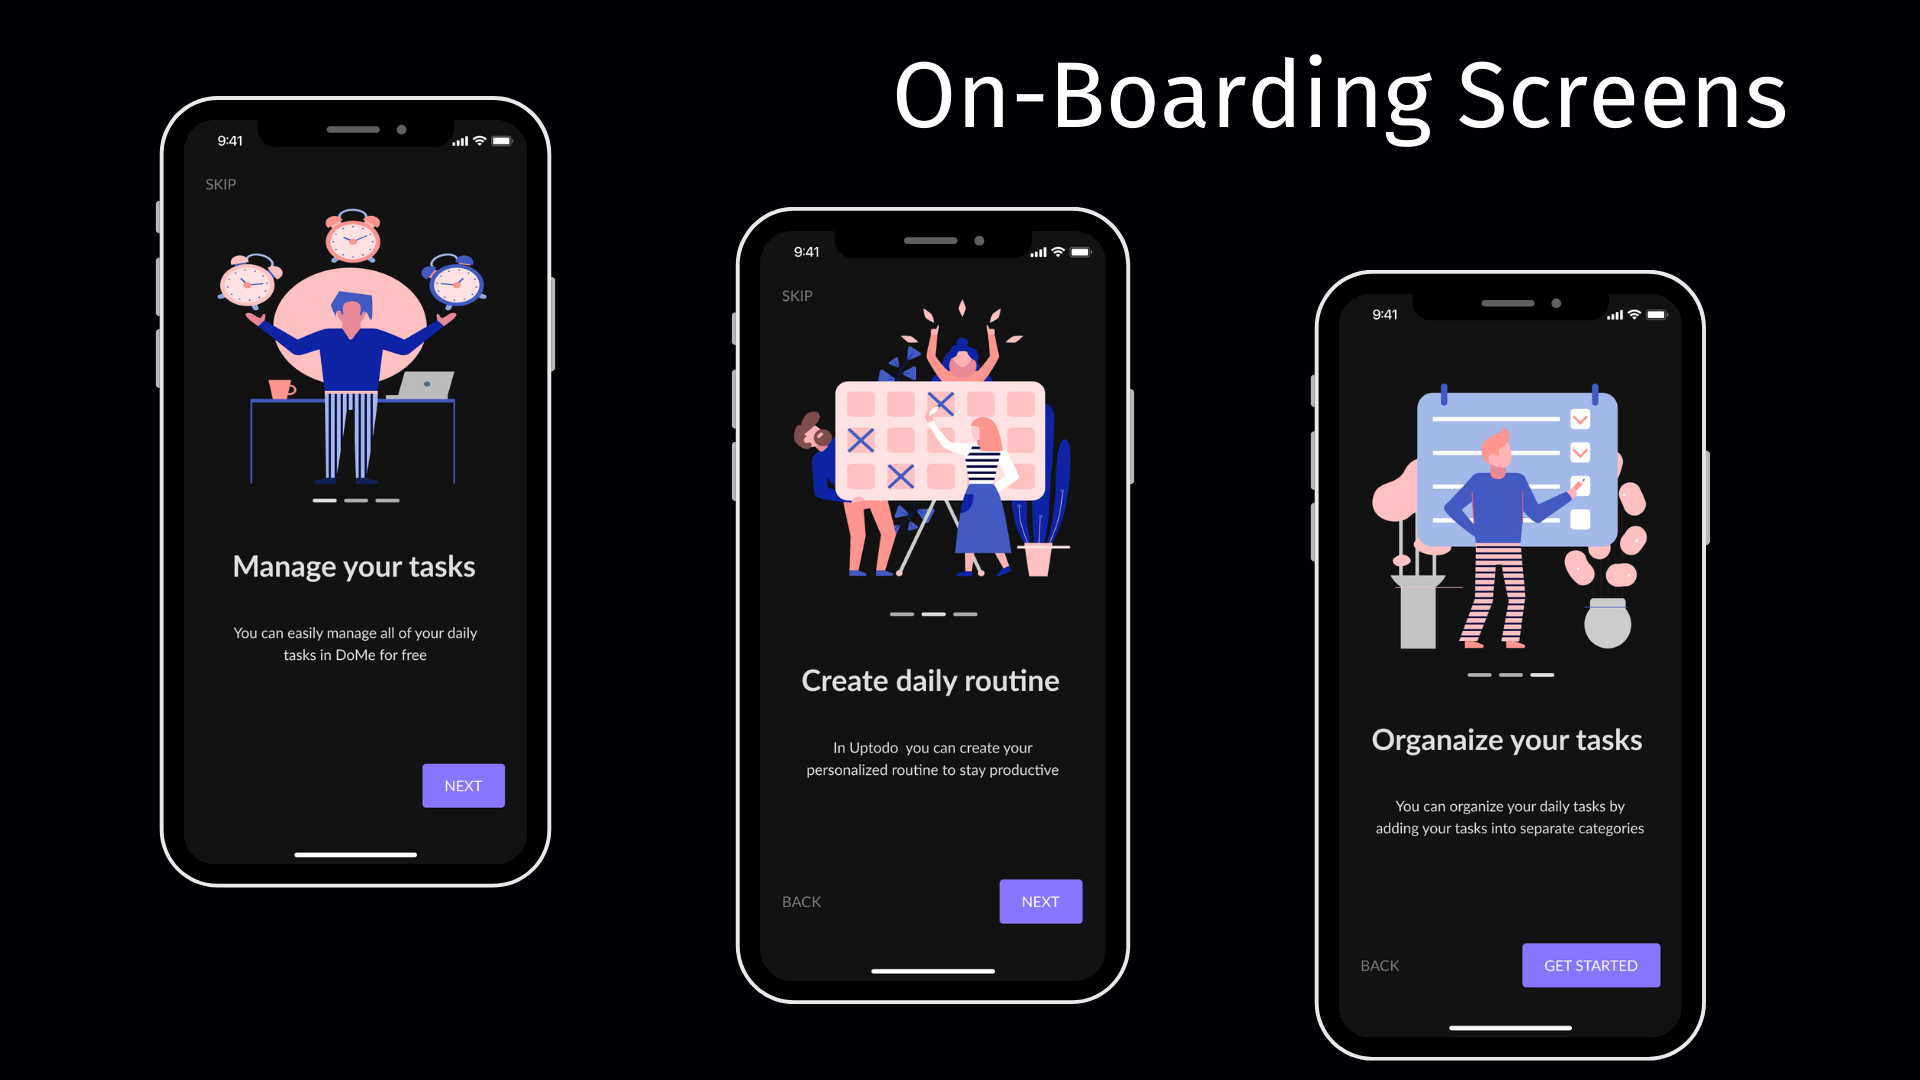 On-Boarding Screens
9:41
SKIP
Manage your tasks
You can easily manage all of your daily
tasks in DoMe for free
NEXT
9:41
SKIP
Create daily routine
In Uptodo  you can create your
personalized routine to stay productive
BACK
NEXT
9:41
Organaize your tasks
You can organize your daily tasks by
adding your tasks into separate categories
BACK
GET STARTED